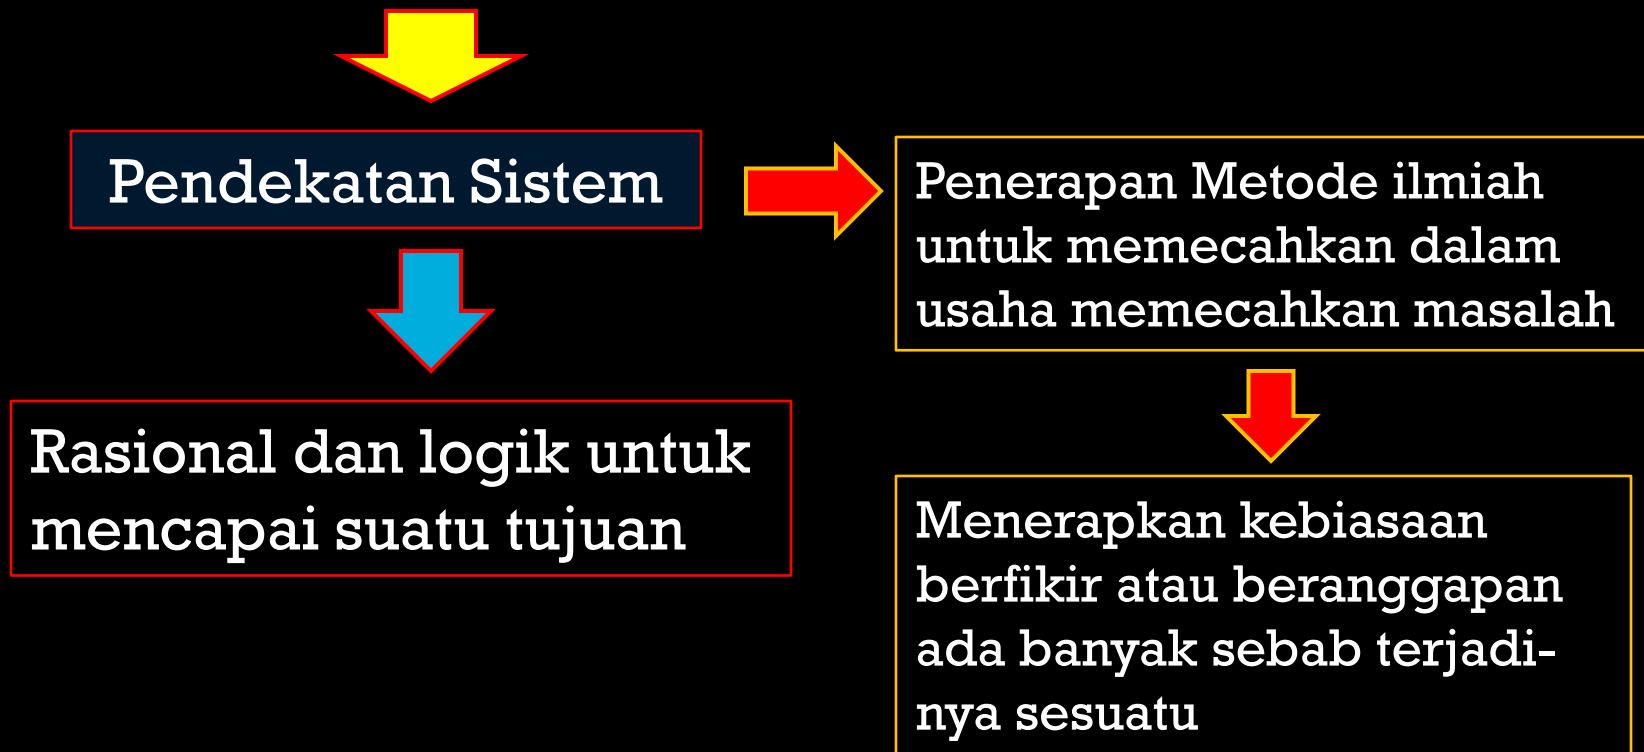 Pendekatan Sistem
Penerapan Metode ilmiah
untuk memecahkan dalam
usaha memecahkan masalah
Rasional dan logik untuk
mencapai suatu tujuan
Menerapkan kebiasaan
berfikir atau beranggapan
ada banyak sebab terjadi-
nya sesuatu